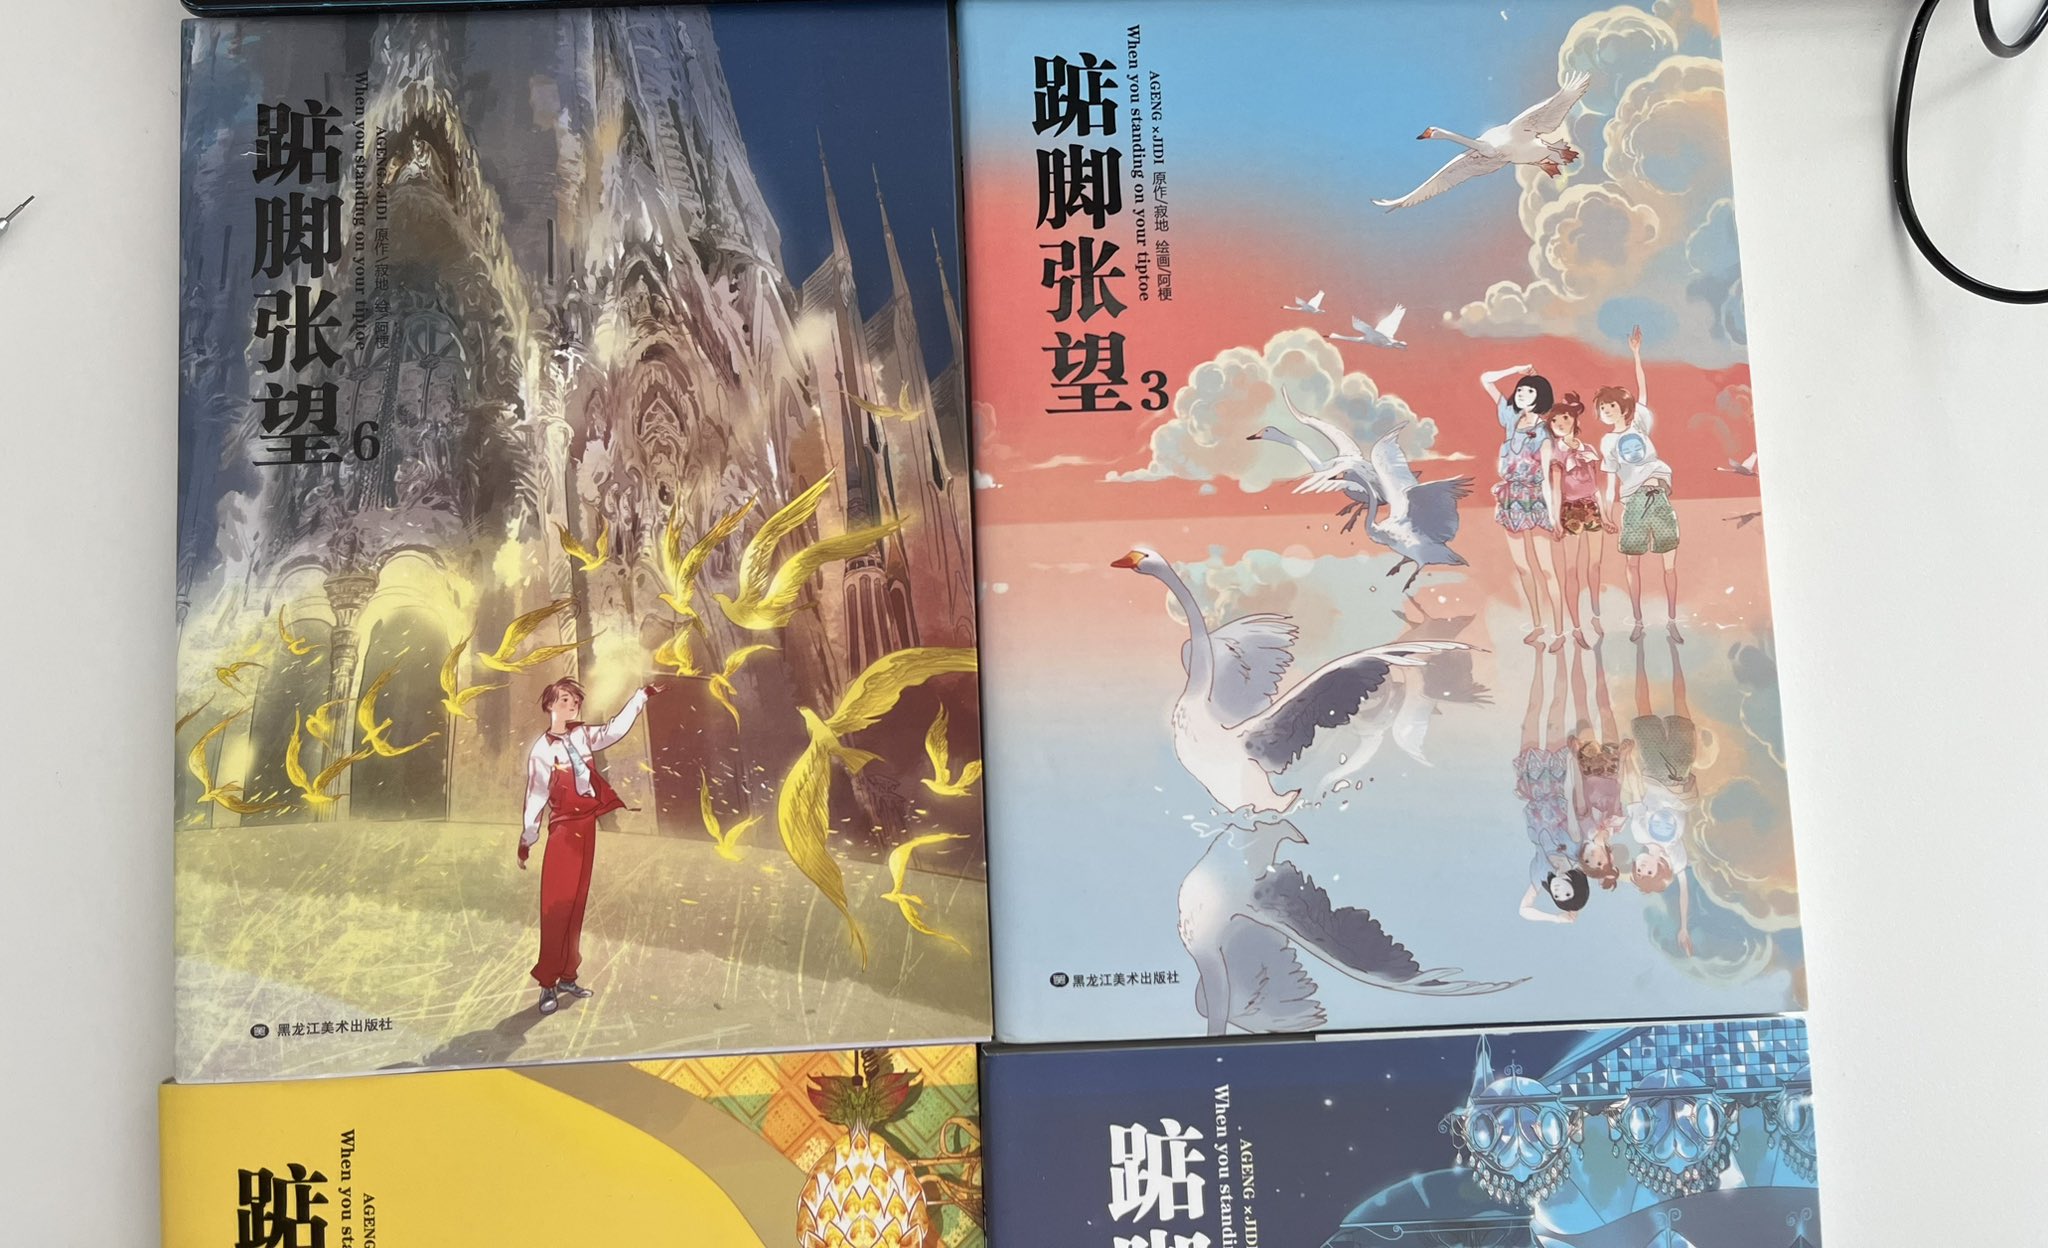 踮脚张望6
When you standing on your tiptoe
AGENG×JIDI 原作/寂地 绘/阿梗
黑龙江美术出版社
踮脚张望3
When you standing on your tiptoe
AGENG×JIDI 原作/寂地 绘画/阿梗
黑龙江美术出版社
踮
When you sta
AGENG
踮脚
When you standi
AGENG×JIDI